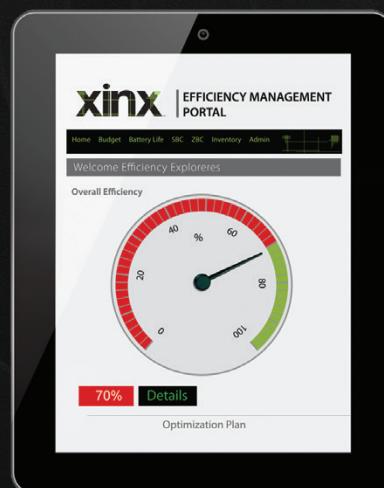 xinx EFFICIENCY MANAGEMENT
PORTAL
Home Budget Battery Life SBC ZBC Inventory Admin
Welcome Efficiency Exploreres
Overall Efficiency
0
20
40
%
60
80
100
70% Details
Optimization Plan